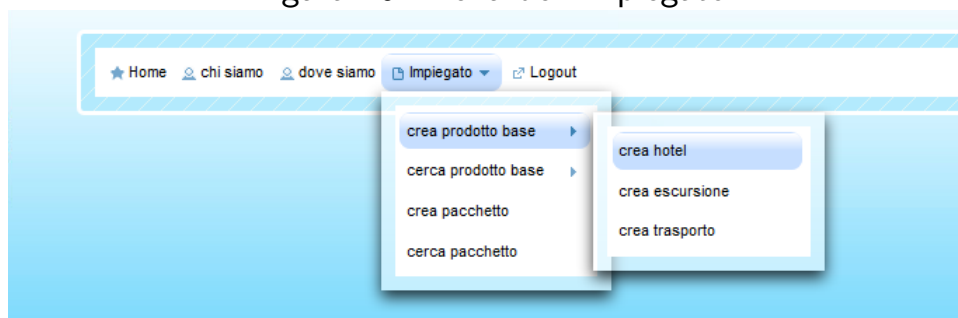 Home chi siamo dove siamo Impiegato Logout
crea prodotto base
cerca prodotto base
crea pacchetto
cerca pacchetto
crea hotel
crea escursione
crea trasporto